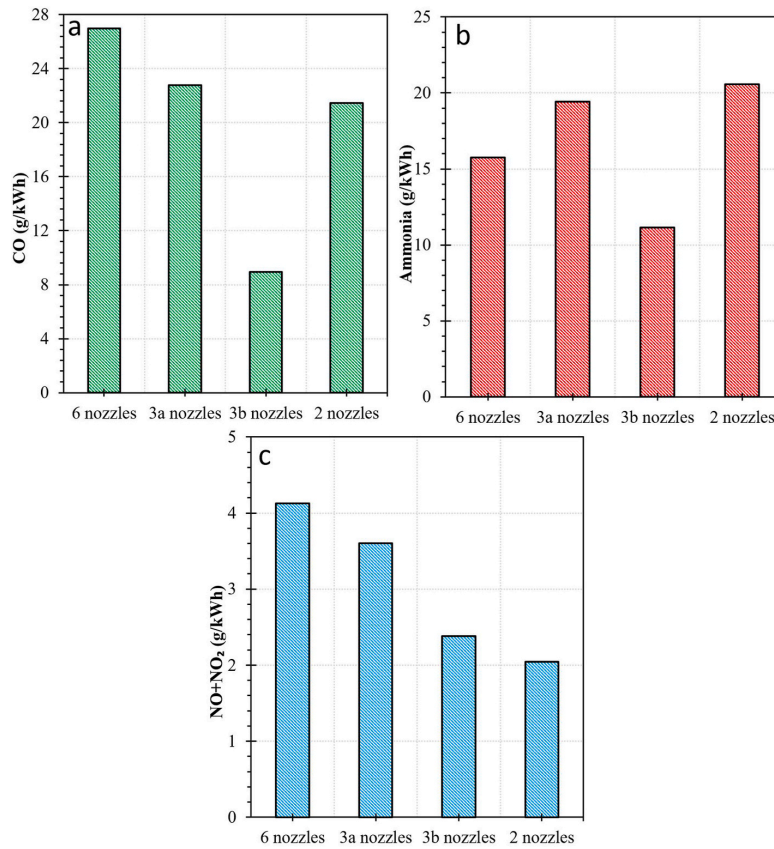 a
28
24
20
16
12
8
4
0
CO (g/kWh)
6 nozzles 3a nozzles 3b nozzles 2 nozzles
b
25
20
15
10
5
0
Ammonia (g/kWh)
6 nozzles 3a nozzles 3b nozzles 2 nozzles
c
5
4
3
2
1
0
NO+NO₂ (g/kWh)
6 nozzles 3a nozzles 3b nozzles 2 nozzles